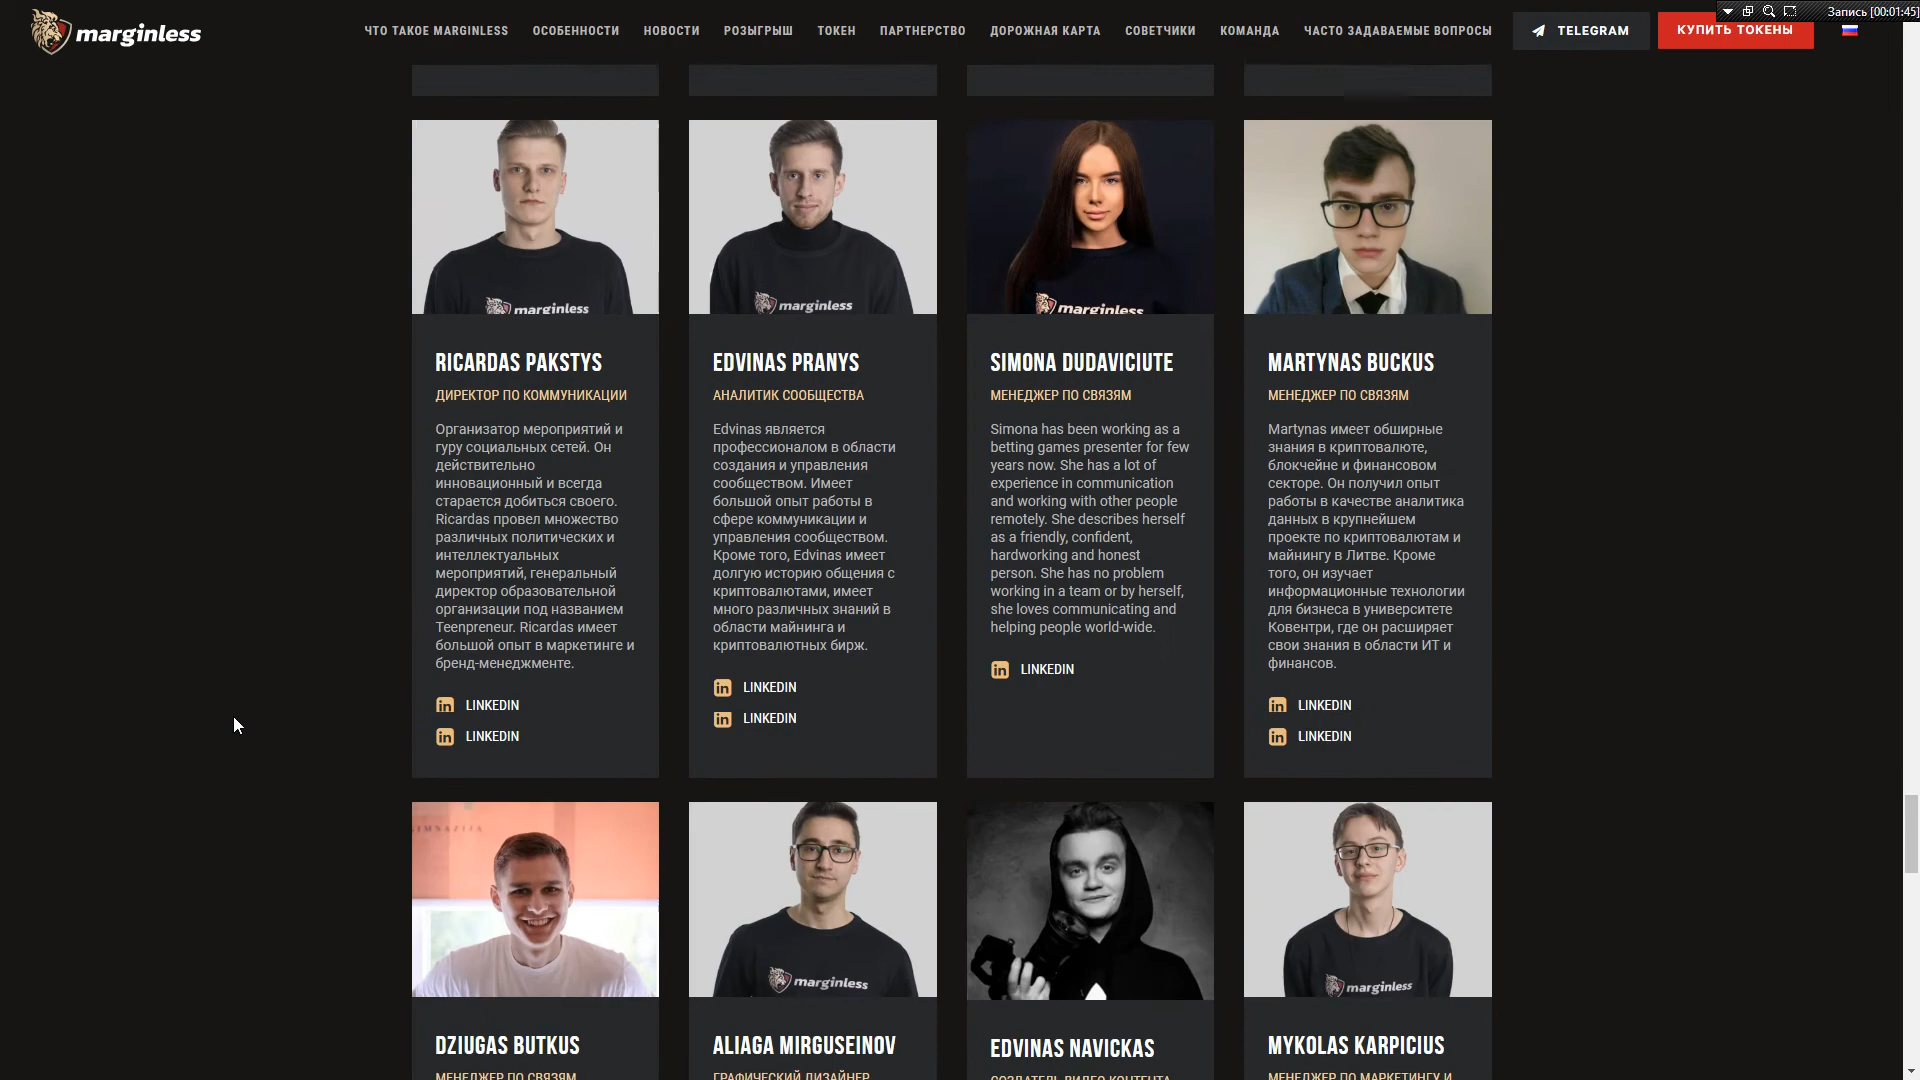 marginless
ЧТО ТАКОЕ MARGINLESS
ОСОБЕННОСТИ
НОВОСТИ
РОЗЫГРЫШ
ТОКЕН
ПАРТНЕРСТВО
ДОРОЖНАЯ КАРТА
СОВЕТЧИКИ
КОМАНДА
ЧАСТО ЗАДАВАЕМЫЕ ВОПРОСЫ
TELEGRAM
КУПИТЬ ТОКЕНЫ
Запись [00:01:45]
marginless
marginless
marginless
RICARDAS PAKSTYS
ДИРЕКТОР ПО КОММУНИКАЦИИ
Организатор мероприятий и
гуру социальных сетей. Он
действительно
инновационный и всегда
старается добиться своего.
Ricardas провел множество
различных политических и
интеллектуальных
мероприятий, генеральный
директор образовательной
организации под названием
Teenpreneur. Ricardas имеет
большой опыт в маркетинге и
бренд-менеджменте.
LINKEDIN
LINKEDIN
EDVINAS PRANYS
АНАЛИТИК СООБЩЕСТВА
Edvinas является
профессионалом в области
создания и управления
сообществом. Имеет
большой опыт работы в
сфере коммуникации и
управления сообществом.
Кроме того, Edvinas имеет
долгую историю общения с
криптовалютами, имеет
много различных знаний в
области майнинга и
криптовалютных бирж.
LINKEDIN
LINKEDIN
SIMONA DUDAVICIUTE
МЕНЕДЖЕР ПО СВЯЗЯМ
Simona has been working as a
betting games presenter for few
years now. She has a lot of
experience in communication
and working with other people
remotely. She describes herself
as a friendly, confident,
hardworking and honest
person. She has no problem
working in a team or by herself,
she loves communicating and
helping people world-wide.
LINKEDIN
MARTYNAS BUCKUS
МЕНЕДЖЕР ПО СВЯЗЯМ
Martynas имеет обширные
знания в криптовалюте,
блокчейне и финансовом
секторе. Он получил опыт
работы в качестве аналитика
данных в крупнейшем
проекте по криптовалютам и
майнингу в Литве. Кроме
того, он изучает
информационные технологии
для бизнеса в университете
Ковентри, где он расширяет
свои знания в области ИТ и
финансов.
LINKEDIN
LINKEDIN
marginless
marginless
DZIUGAS BUTKUS
МЕНЕДЖЕР ПО СВЯЗЯМ
ALIAGA MIRGUSEINOV
ГРАФИЧЕСКИЙ ДИЗАЙНЕР
EDVINAS NAVICKAS
СОЗДАТЕЛЬ ВИДЕО КОНТЕНТА
MYKOLAS KARPICIUS
МЕНЕДЖЕР ПО МАРКЕТИНГУ И